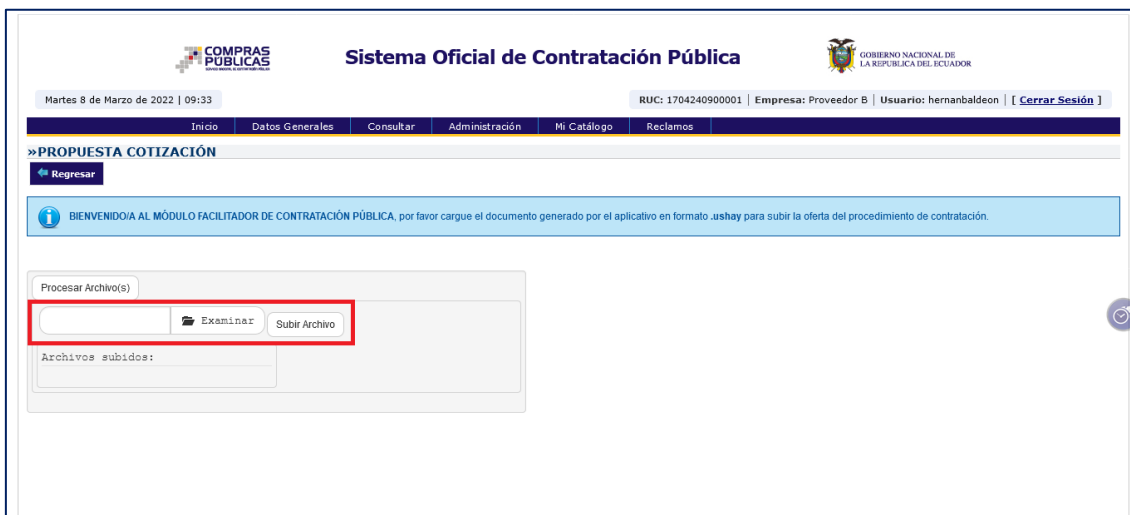 COMPRAS
PÚBLICAS
Sistema Oficial de Contratación Pública
GOBIERNO NACIONAL DE
LA REPUBLICA DEL ECUADOR
Martes 8 de Marzo de 2022 | 09:33
RUC: 1704240900001 | Empresa: Proveedor B | Usuario: hernanbaldeon | [ Cerrar Sesión ]
Inicio Datos Generales Consultar Administración Mi Catálogo Reclamos
»PROPUESTA COTIZACIÓN
Regresar
BIENVENIDO/A AL MÓDULO FACILITADOR DE CONTRATACIÓN PÚBLICA, por favor cargue el documento generado por el aplicativo en formato .ushay para subir la oferta del procedimiento de contratación.
Procesar Archivo(s)
Examinar Subir Archivo
Archivos subidos: